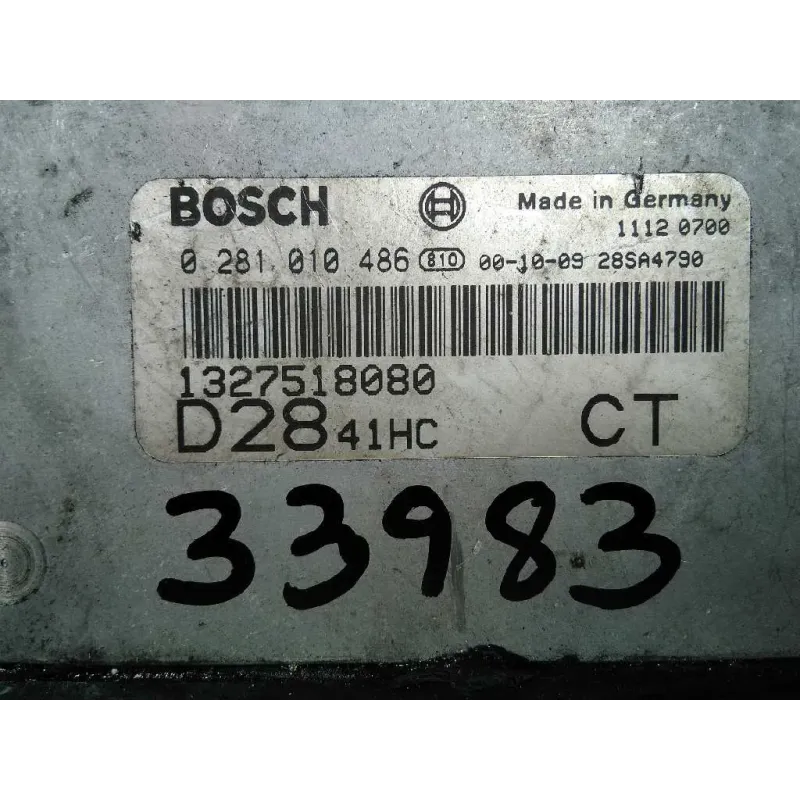 BOSCH Made in Germany
1112 0700
0 281 010 486 810 00-10-09 28SA4790
1327518080
D28 41HC CT
33983